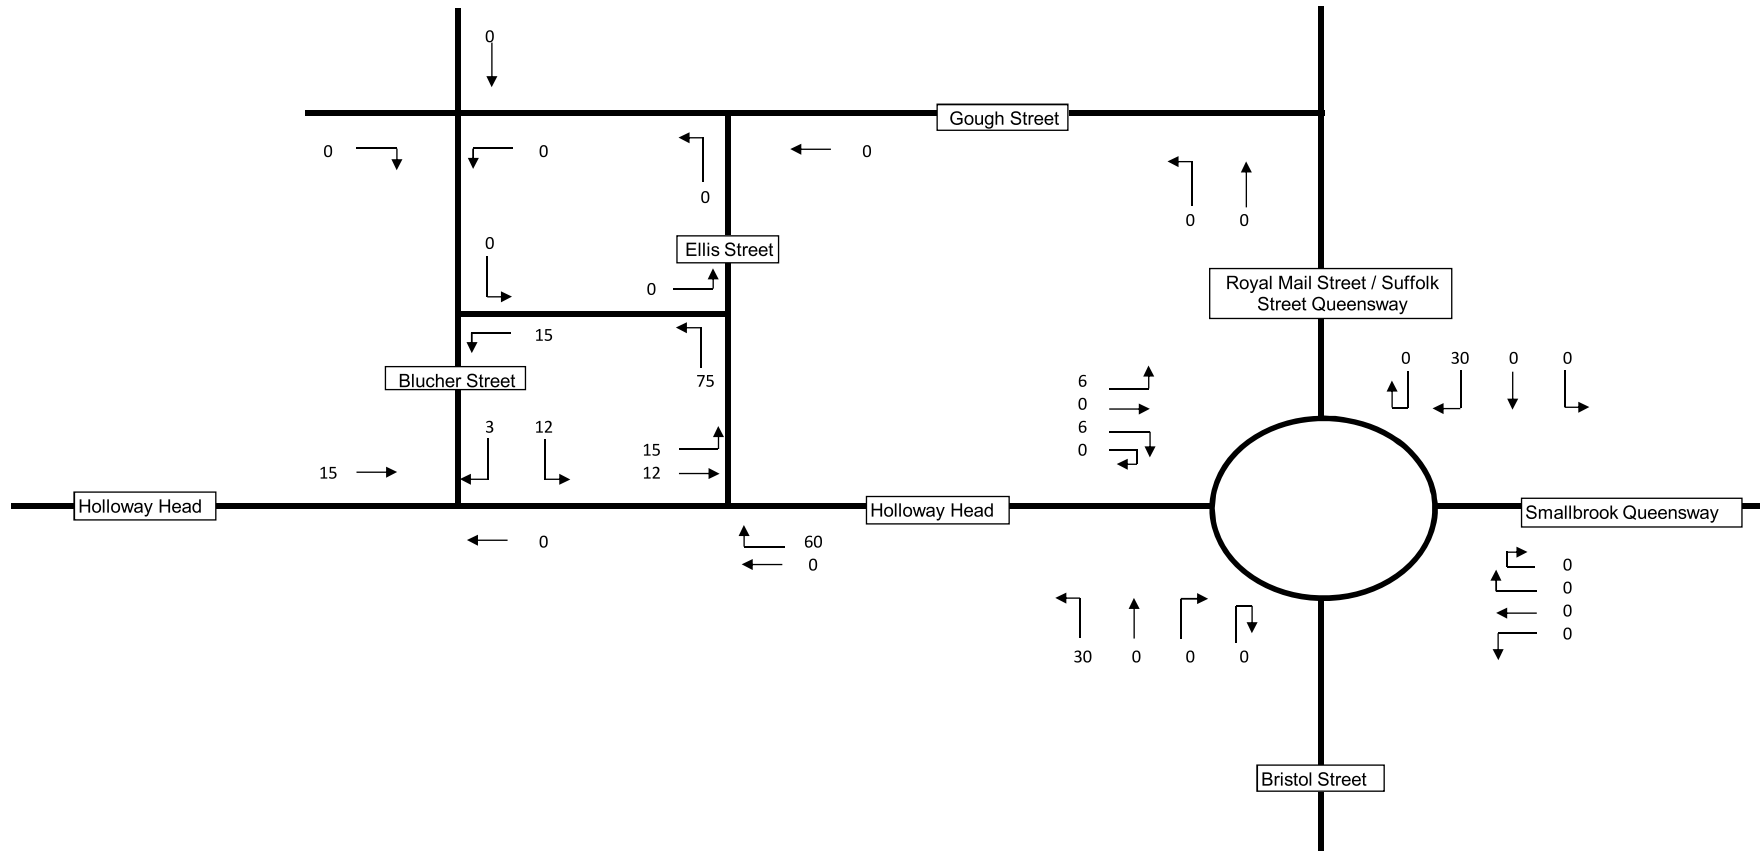 0
Gough Street
0
0
0
0
0
0
0
0
Ellis Street
0
Royal Mail Street / Suffolk
Street Queensway
15
0 30 0 0
Blucher Street
75
6
0
6
0
3 12
15
15
12
Holloway Head
Holloway Head
Smallbrook Queensway
0
60
0
0
0
0
0
30 0 0 0
Bristol Street